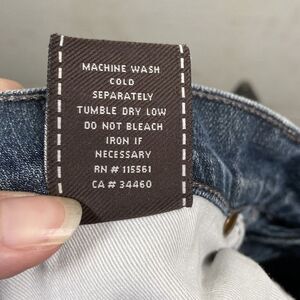 MACHINE WASH
COLD
SEPARATELY
TUMBLE DRY LOW
DO NOT BLEACH
IRON IF
NECESSARY
RN # 115561
CA # 34460